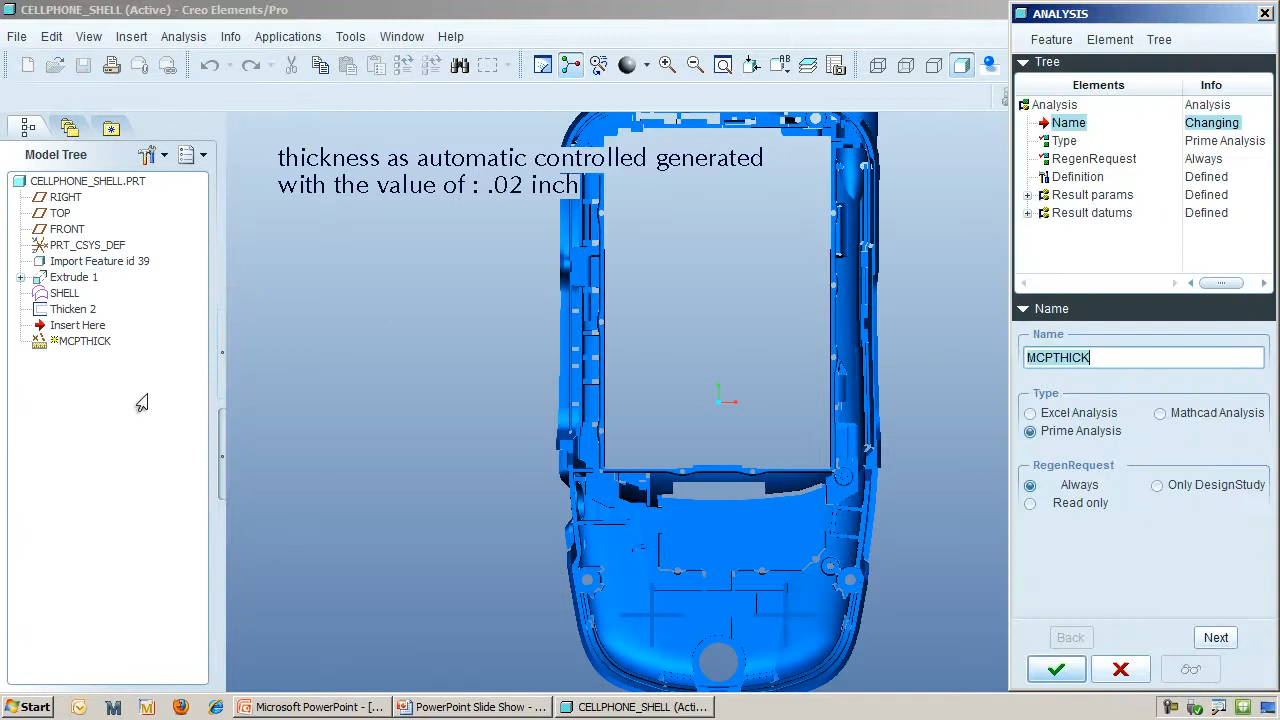 CELLPHONE_SHELL (Active) - Creo Elements/Pro
File Edit View Insert Analysis Info Applications Tools Window Help
Model Tree
CELLPHONE_SHELL.PRT
RIGHT
TOP
FRONT
PRT_CSYS_DEF
Import Feature id 39
Extrude 1
SHELL
Thicken 2
Insert Here
*MCPTHICK
thickness as automatic controlled generated
with the value of : .02 inch
ANALYSIS
Feature Element Tree
Tree
Elements Info
Analysis Analysis
Name Changing
Type Prime Analysis
RegenRequest Always
Definition Defined
Result params Defined
Result datums Defined
Name
Name
MCPTHICK
Type
Excel Analysis Mathcad Analysis
Prime Analysis
RegenRequest
Always Only DesignStudy
Read only
Back Next
Start Microsoft PowerPoint - [... PowerPoint Slide Show - ... CELLPHONE_SHELL (Acti...